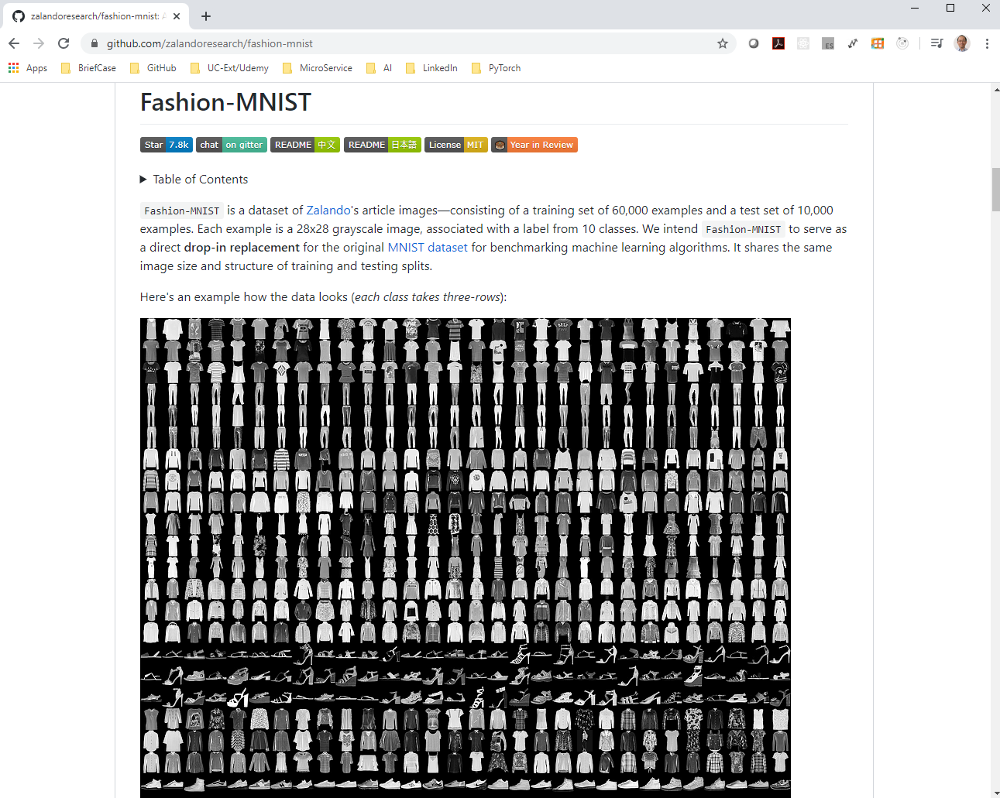 zalandoresearch/fashion-mnist:
github.com/zalandoresearch/fashion-mnist
ES
Apps BriefCase GitHub UC-Ext/Udemy MicroService AI LinkedIn PyTorch
Fashion-MNIST
Star 7.8k chat on gitter README 中文 README 日本語 License MIT Year in Review
Table of Contents
Fashion-MNIST is a dataset of Zalando's article images—consisting of a training set of 60,000 examples and a test set of 10,000
examples. Each example is a 28x28 grayscale image, associated with a label from 10 classes. We intend Fashion-MNIST to serve as
a direct drop-in replacement for the original MNIST dataset for benchmarking machine learning algorithms. It shares the same
image size and structure of training and testing splits.
Here's an example how the data looks (each class takes three-rows):